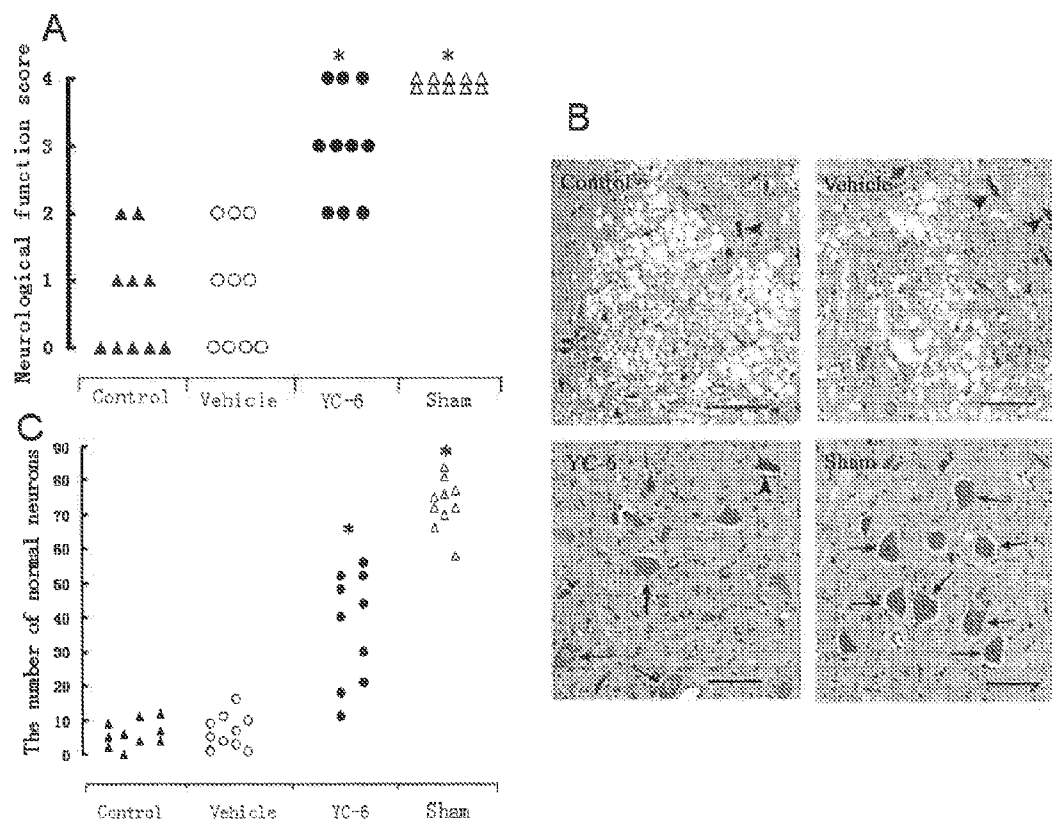 A
Neurological function score
4
3
2
1
0
*
*
Control
Vehicle
YC-6
Sham
B
Control
Vehicle
YC-6
Sham
C
The number of normal neurons
90
80
70
60
50
40
30
20
10
0
*
*
Control
Vehicle
YC-6
Sham